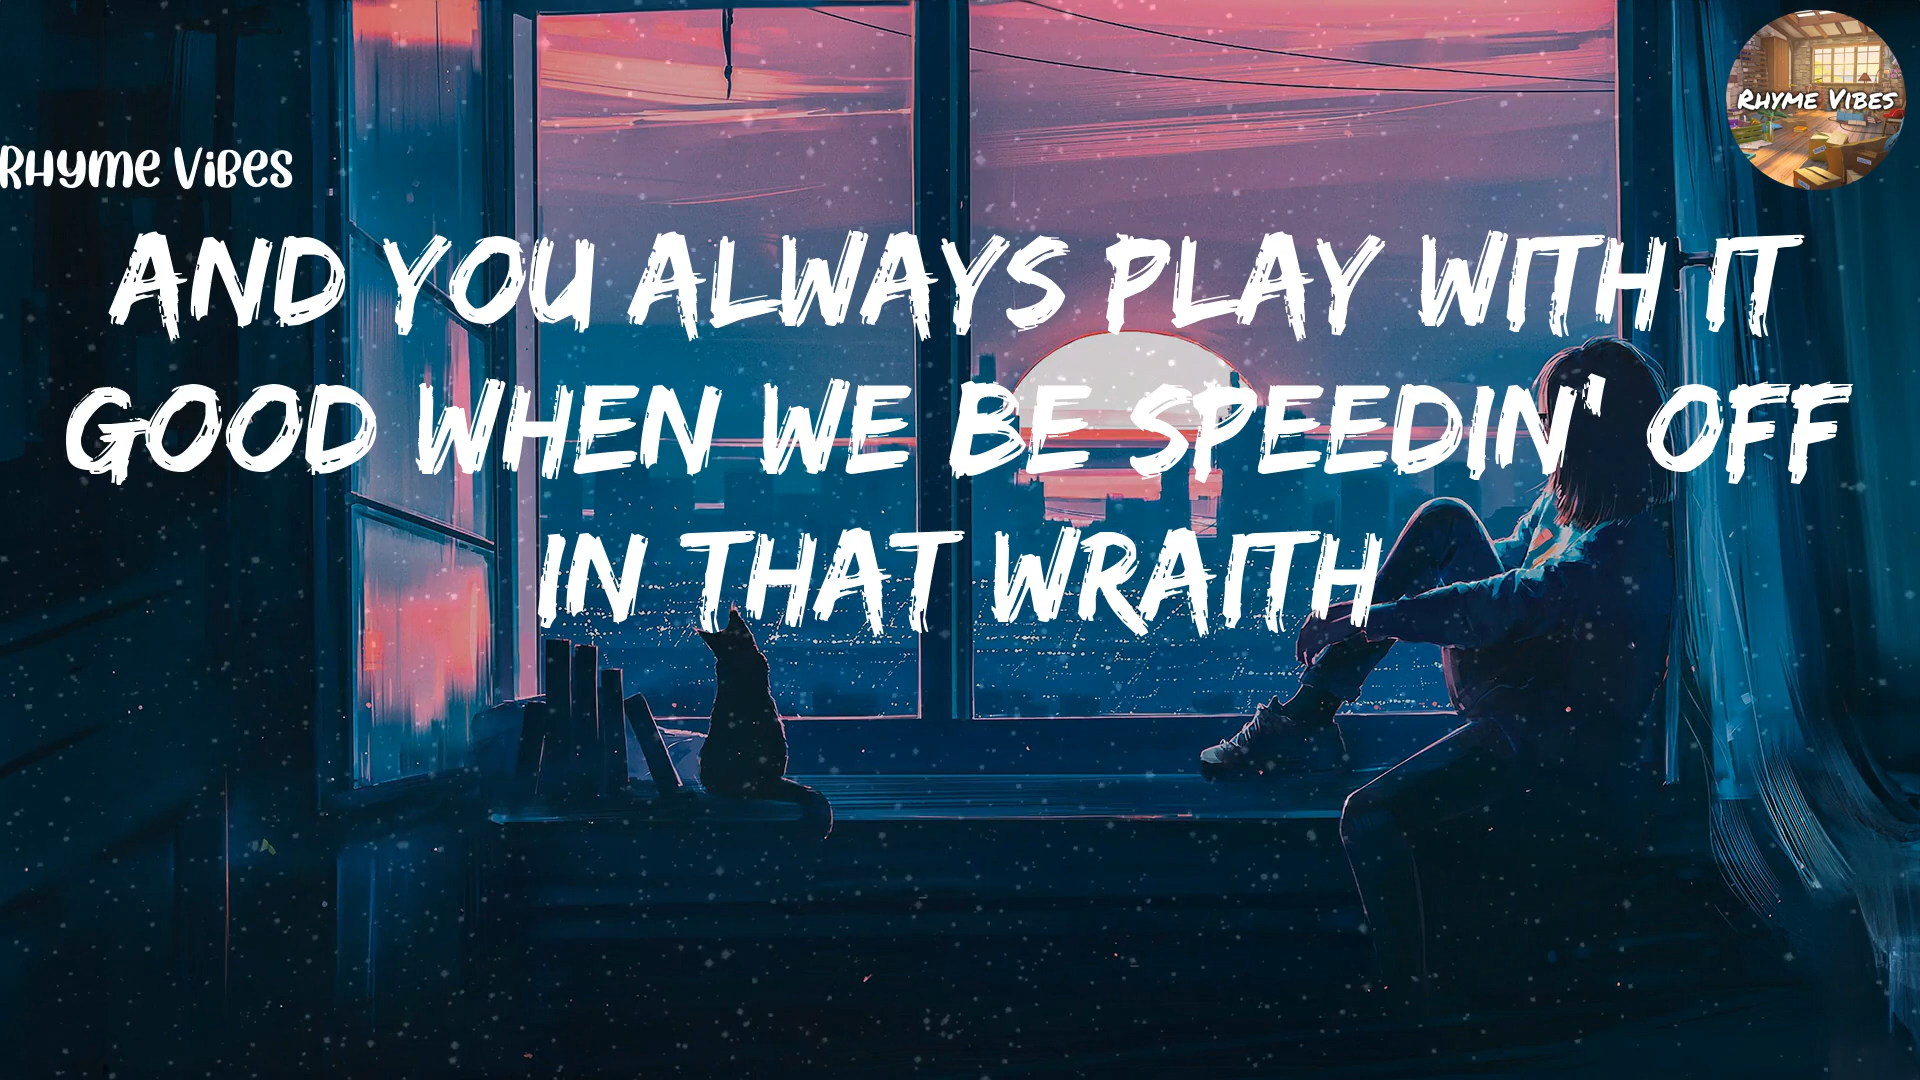 RHYME VIBES
RHYME VIBES
AND YOU ALWAYS PLAY WITH IT
GOOD WHEN WE BE SPEEDIN' OFF
IN THAT WRAITH